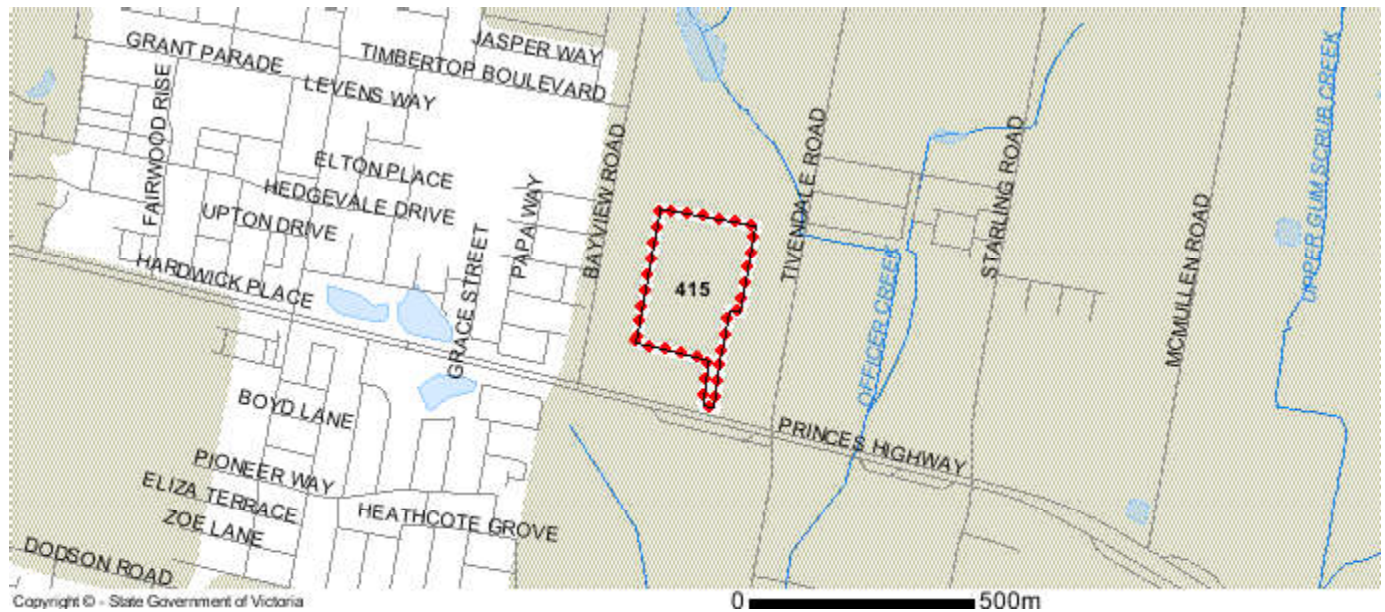 JASPER WAY
GRANT PARADE
TIMBERTOP BOULEVARD
LEVENS WAY
FAIRWOOD RISE
ELTON PLACE
HEDGEVALE DRIVE
UPTON DRIVE
HARDWICK PLACE
GRACE STREET
PAPA WAY
BAYVIEW ROAD
415
TIVENDALE ROAD
OFFICER CREEK
STARLING ROAD
MCMULLEN ROAD
UPPER GUM SCRUB CREEK
BOYD LANE
PRINCES HIGHWAY
PIONEER WAY
ELIZA TERRACE
HEATHCOTE GROVE
ZOE LANE
DODSON ROAD
Copyright © - State Government of Victoria
0 500m